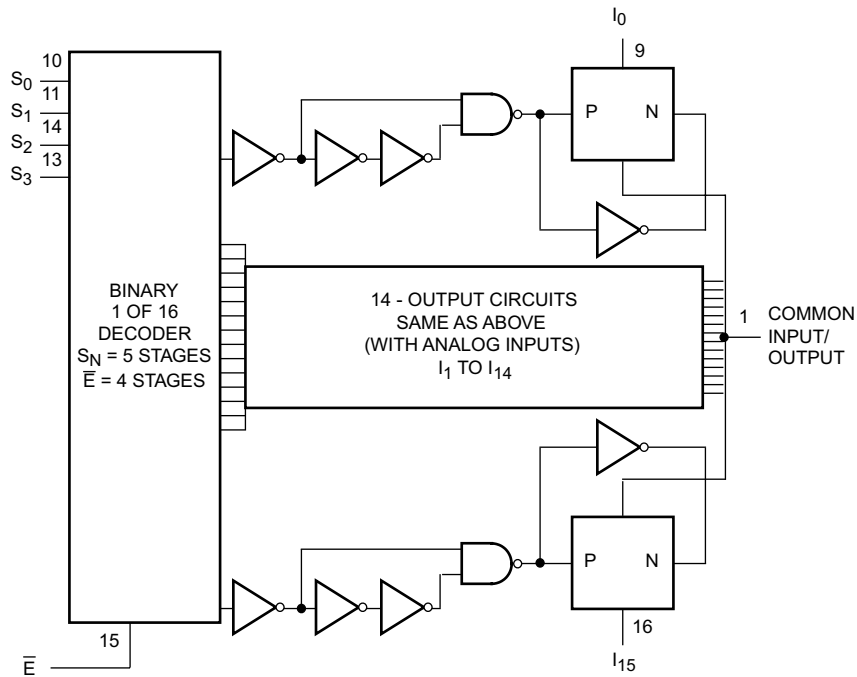 I0
9
10
S0
11
S1
14
S2
13
S3
P N
BINARY
1 OF 16
DECODER
SN = 5 STAGES
E̅ = 4 STAGES
14 - OUTPUT CIRCUITS
SAME AS ABOVE
(WITH ANALOG INPUTS)
I1 TO I14
1
COMMON
INPUT/
OUTPUT
P N
15
E̅
16
I15